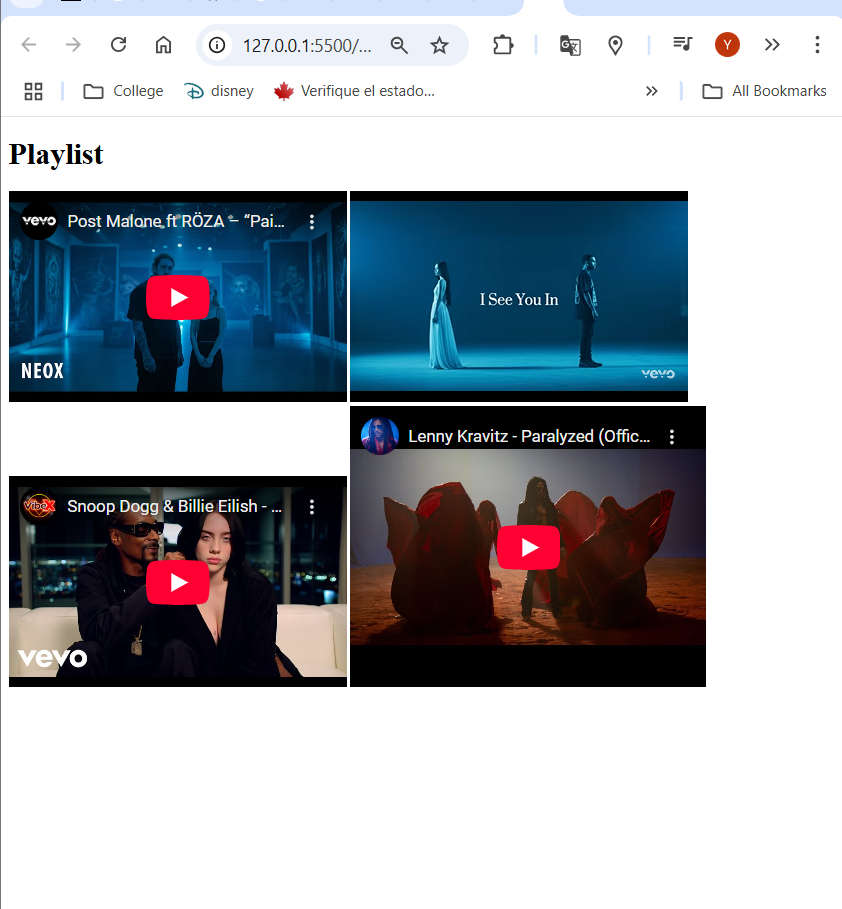 127.0.0.1:5500/...
Y
College
disney
Verifique el estado...
All Bookmarks
Playlist
vevo
Post Malone ft RÖZA – “Pai...
NEOX
I See You In
vevo
Lenny Kravitz - Paralyzed (Offic...
VibeX
Snoop Dogg & Billie Eilish - ...
vevo